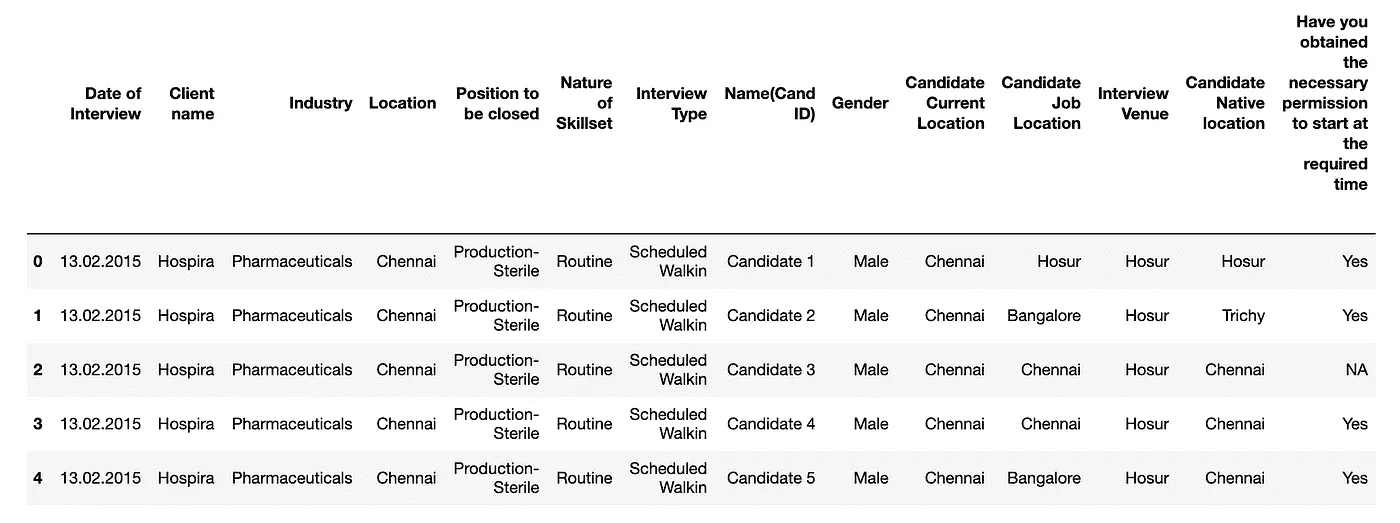 Date of Interview Client name Industry Location Position to be closed Nature of Skillset Interview Type Name(Cand ID) Gender Candidate Current Location Candidate Job Location Interview Venue Candidate Native location Have you obtained the necessary permission to start at the required time
0 13.02.2015 Hospira Pharmaceuticals Chennai Production-Sterile Routine Scheduled Walkin Candidate 1 Male Chennai Hosur Hosur Hosur Yes
1 13.02.2015 Hospira Pharmaceuticals Chennai Production-Sterile Routine Scheduled Walkin Candidate 2 Male Chennai Bangalore Hosur Trichy Yes
2 13.02.2015 Hospira Pharmaceuticals Chennai Production-Sterile Routine Scheduled Walkin Candidate 3 Male Chennai Chennai Hosur Chennai NA
3 13.02.2015 Hospira Pharmaceuticals Chennai Production-Sterile Routine Scheduled Walkin Candidate 4 Male Chennai Chennai Hosur Chennai Yes
4 13.02.2015 Hospira Pharmaceuticals Chennai Production-Sterile Routine Scheduled Walkin Candidate 5 Male Chennai Bangalore Hosur Chennai Yes